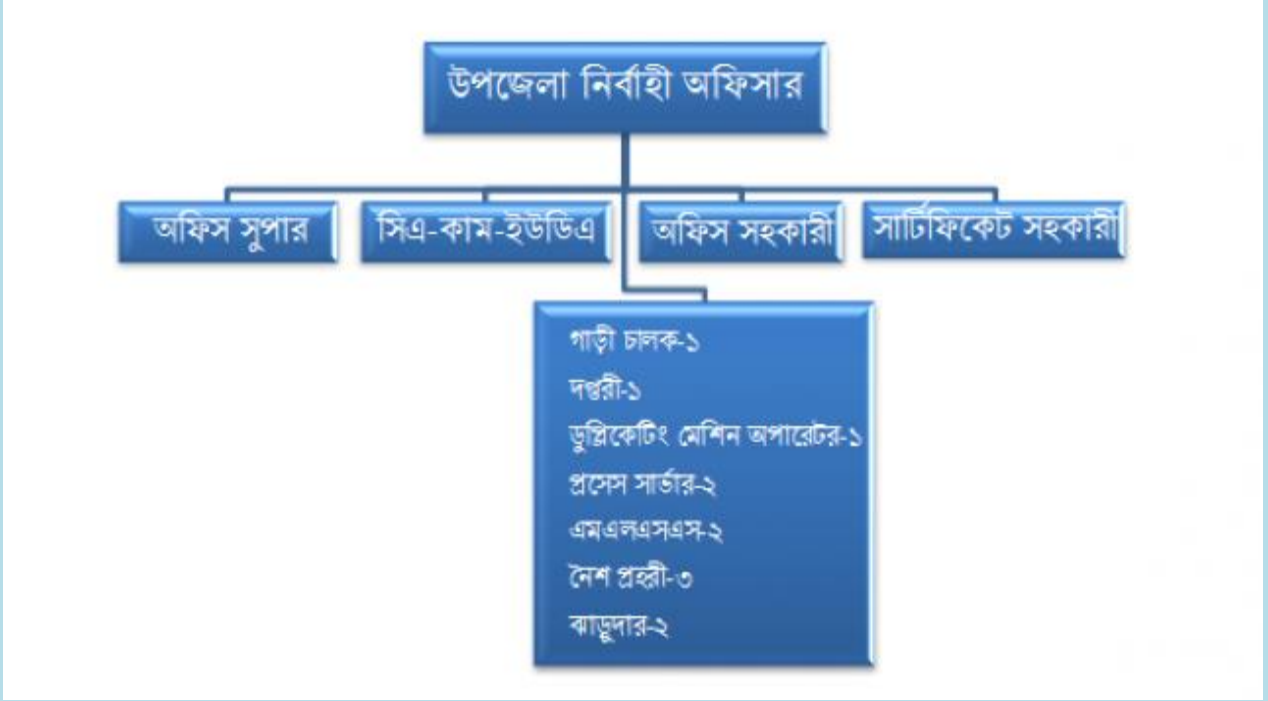 উপজেলা নির্বাহী অফিসার
অফিস সুপার
সিএ-কাম-ইউডিএ
অফিস সহকারী
সার্টিফিকেট সহকারী
গাড়ী চালক-১
দপ্তরী-১
ডুপ্লিকেটিং মেশিন অপারেটর-১
প্রসেস সার্ভার-২
এমএলএসএস-২
নৈশ প্রহরী-৩
ঝাড়ুদার-২